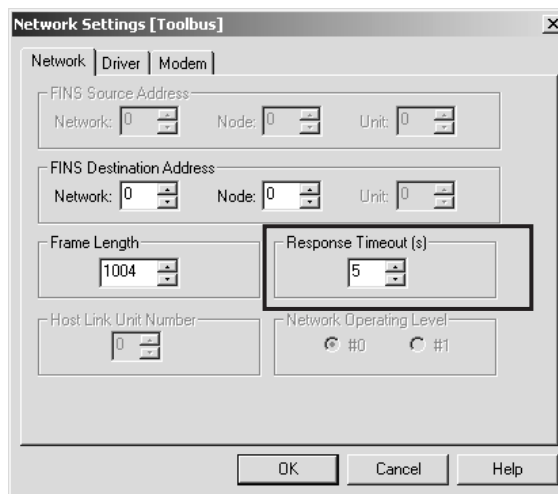 Network Settings [Toolbus]
Network Driver Modem
FINS Source Address
Network: 0 Node: 0 Unit: 0
FINS Destination Address
Network: 0 Node: 0 Unit: 0
Frame Length Response Timeout (s)
1004 5
Host Link Unit Number Network Operating Level
0 #0 #1
OK Cancel Help